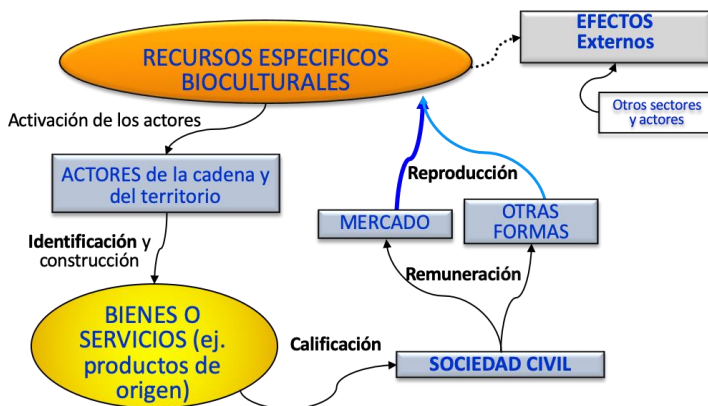 EFECTOS
Externos
RECURSOS ESPECIFICOS
BIOCULTURALES
Otros sectores
y actores
Activación de los actores
ACTORES de la cadena y
del territorio
Reproducción
MERCADO
OTRAS
FORMAS
Identificación y
construcción
Remuneración
BIENES O
SERVICIOS (ej.
productos de
origen)
Calificación
SOCIEDAD CIVIL